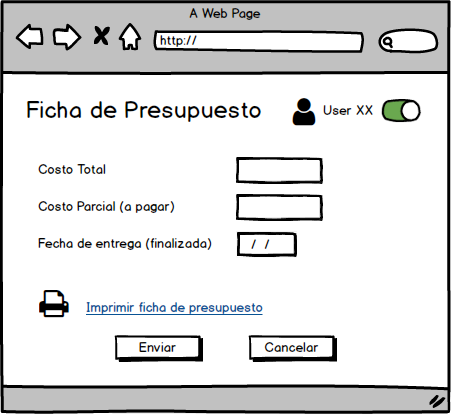 A Web Page
http://
Ficha de Presupuesto
User XX
Costo Total
Costo Parcial (a pagar)
Fecha de entrega (finalizada)
/ /
Imprimir ficha de presupuesto
Enviar
Cancelar